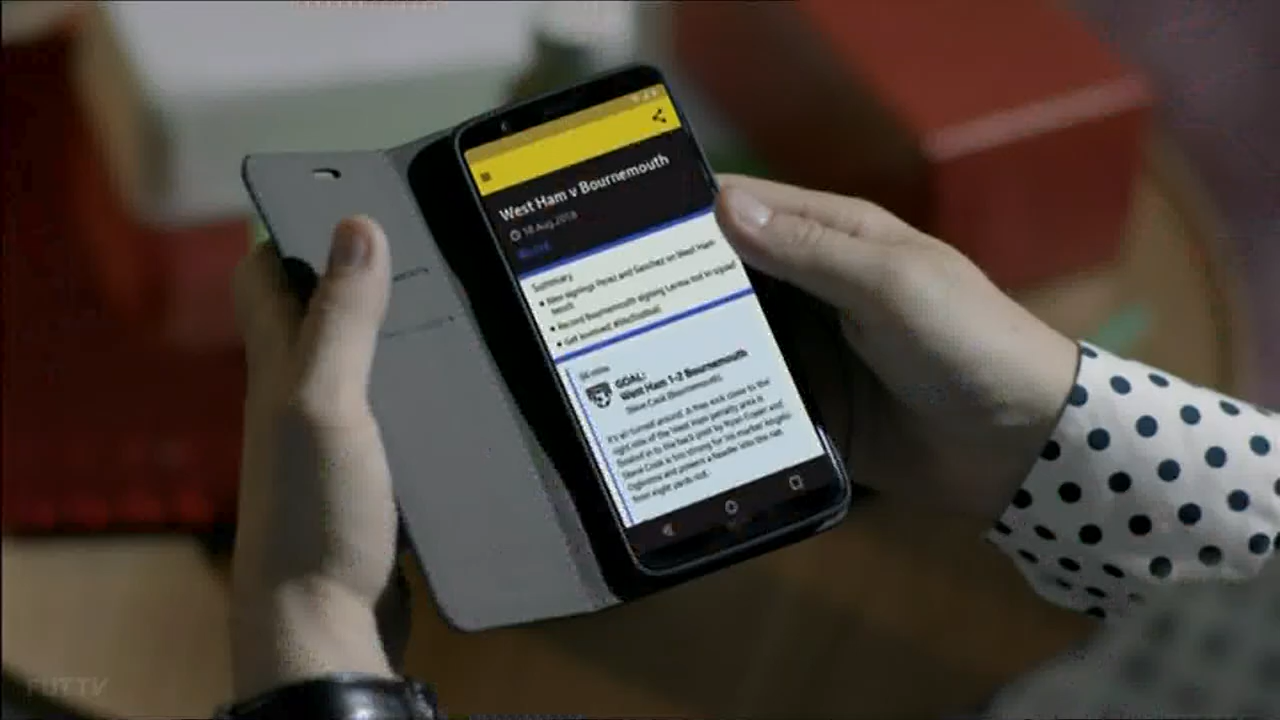 West Ham v Bournemouth
18 Aug 2018
Summary
New signings Perez and Sanchez on West Ham
bench
Record Bournemouth signing Lerma not in squad
Get involved
66 mins
GOAL:
West Ham 1-2 Bournemouth
Steve Cook (Bournemouth)
It's all turned around. A free kick close to the
right side of the West Ham penalty area is
floated in to the back post by Ryan Fraser and
Steve Cook is too strong for his marker Angelo
Ogbonna and powers a header into the net
from eight yards out.